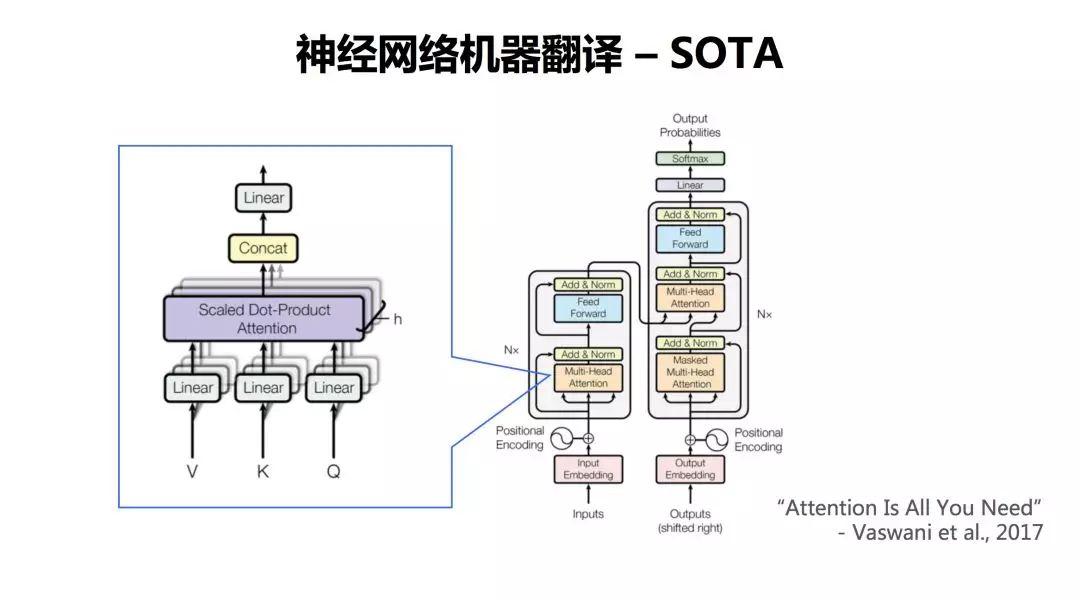 神经网络机器翻译 – SOTA
Linear
Concat
Scaled Dot-Product
Attention
h
Linear
Linear
Linear
V
K
Q
Output
Probabilities
Softmax
Linear
Add & Norm
Feed
Forward
Add & Norm
Multi-Head
Attention
Nx
Add & Norm
Masked
Multi-Head
Attention
Add & Norm
Feed
Forward
Nx
Add & Norm
Multi-Head
Attention
Positional
Encoding
Positional
Encoding
Input
Embedding
Output
Embedding
Inputs
Outputs
(shifted right)
“Attention Is All You Need”
- Vaswani et al., 2017